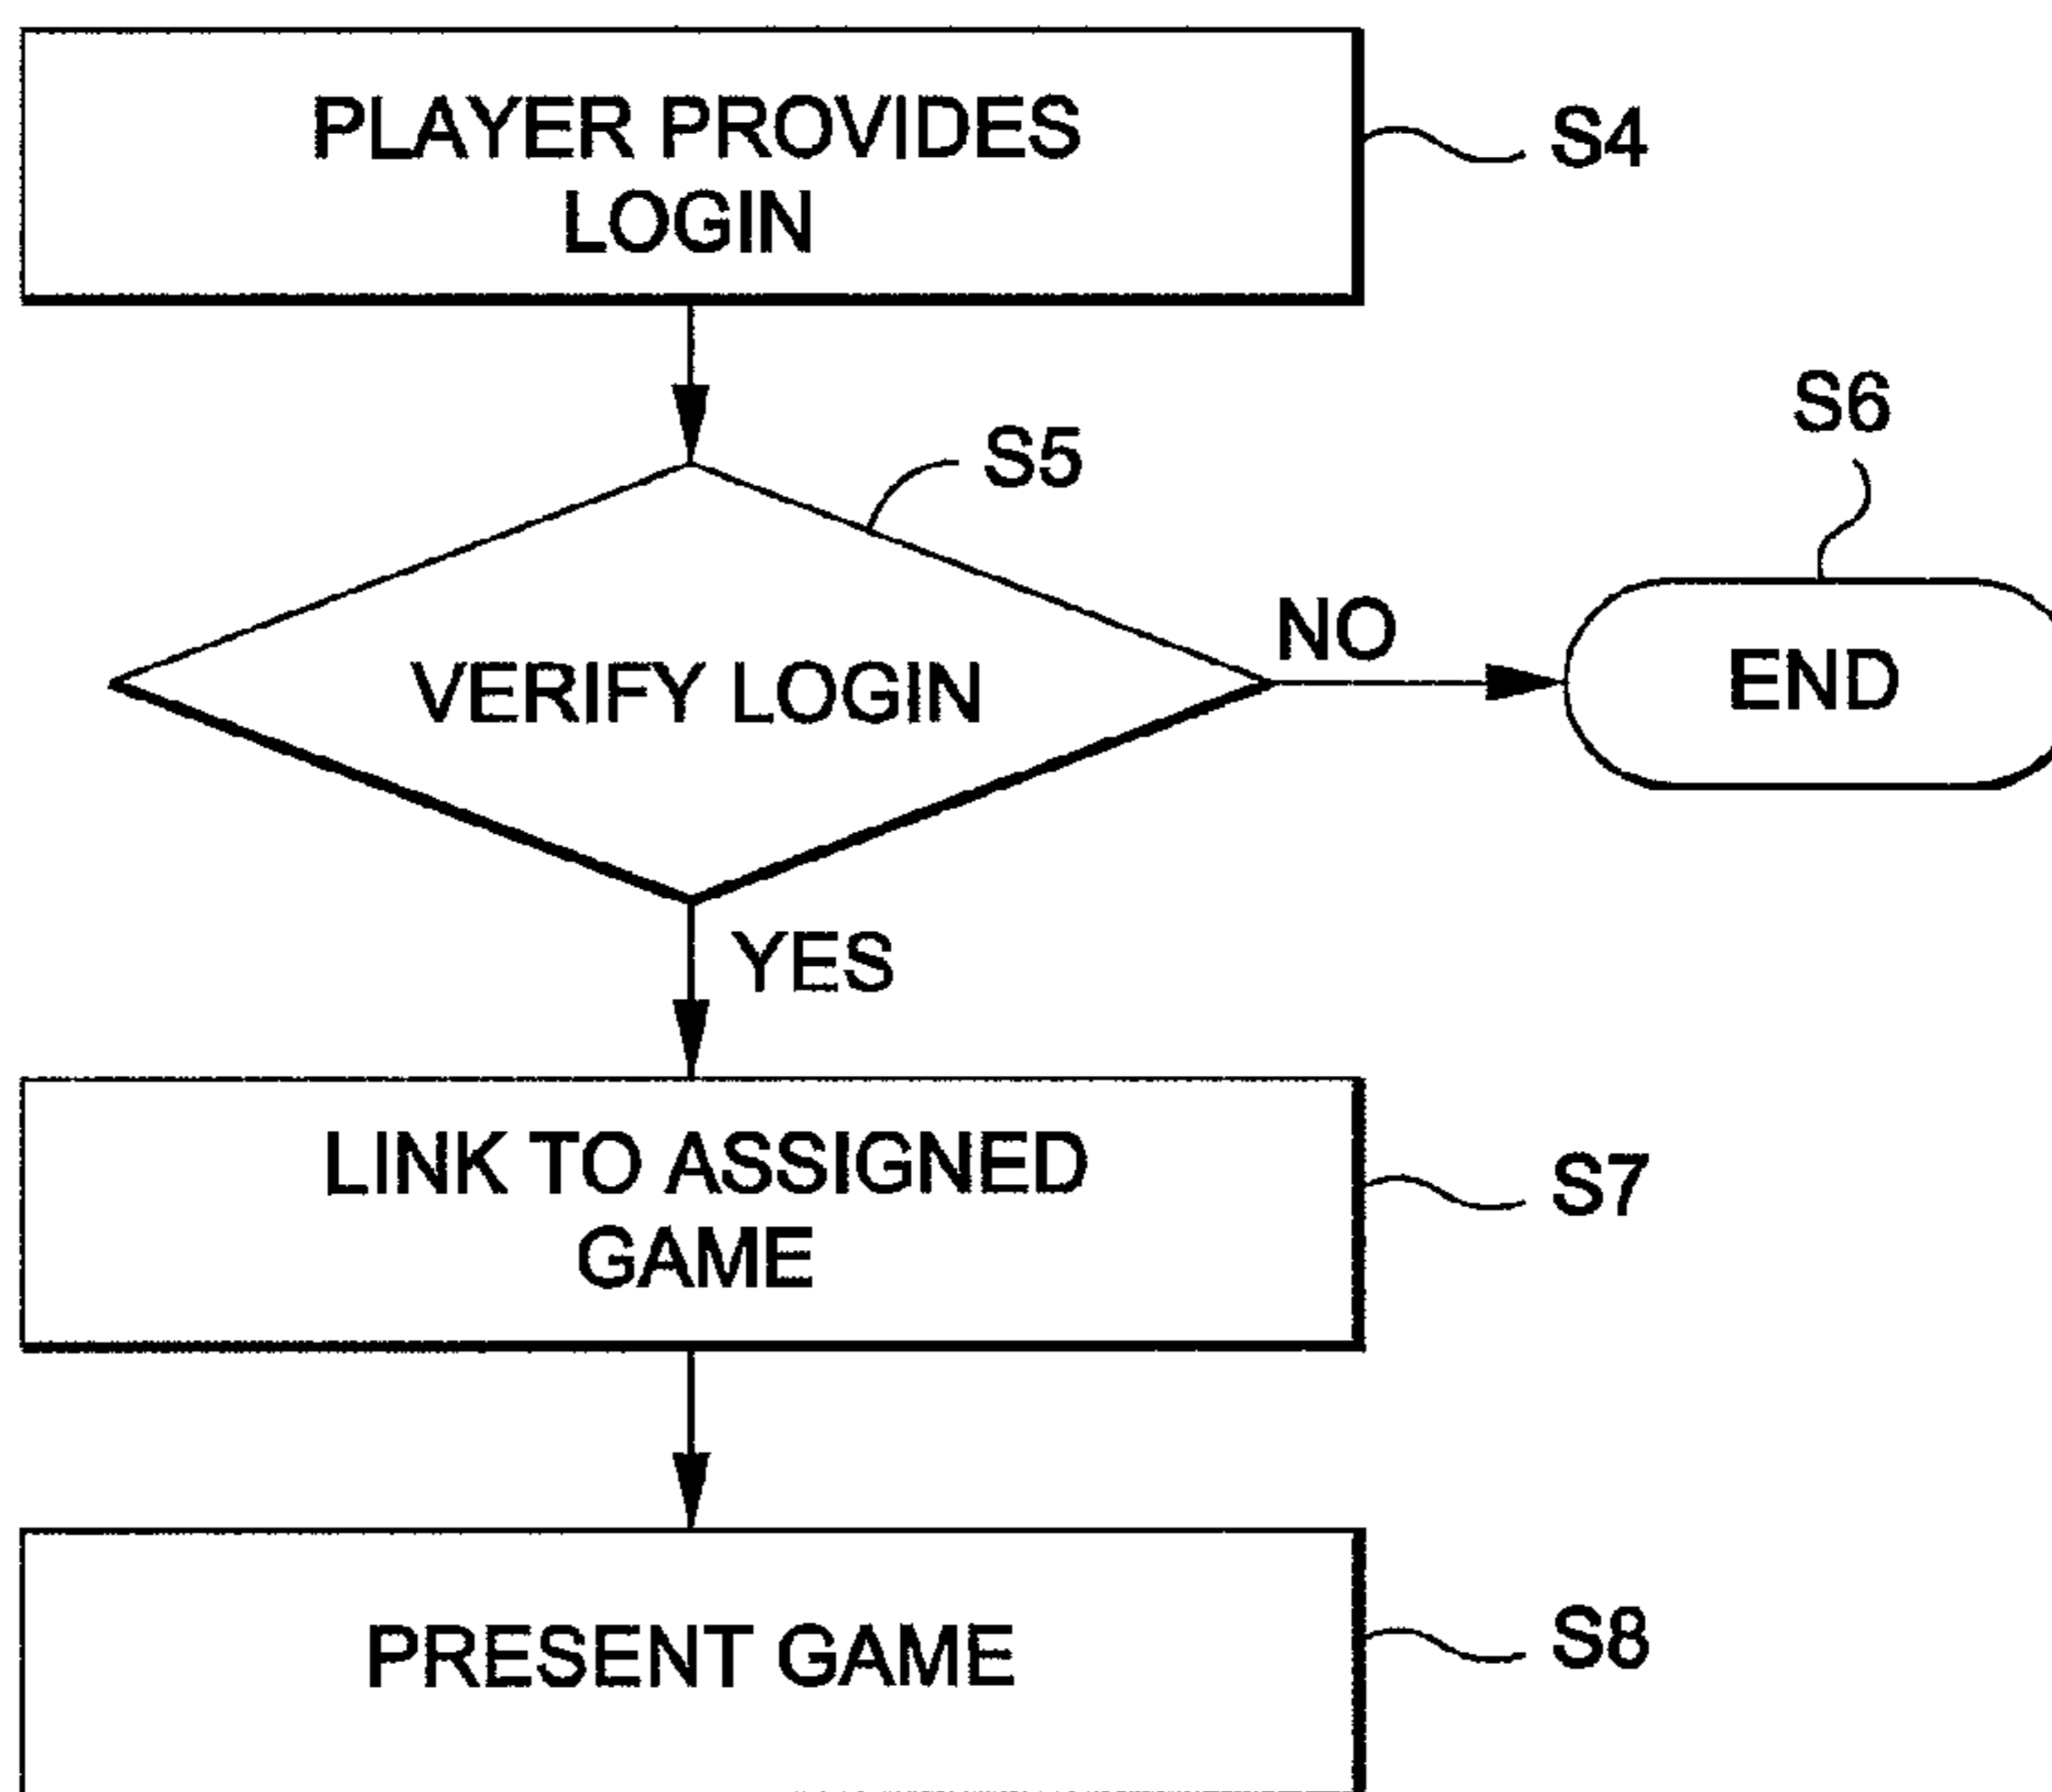 PLAYER PROVIDES
LOGIN
S4
S5
VERIFY LOGIN
NO
S6
END
YES
LINK TO ASSIGNED
GAME
S7
PRESENT GAME
S8